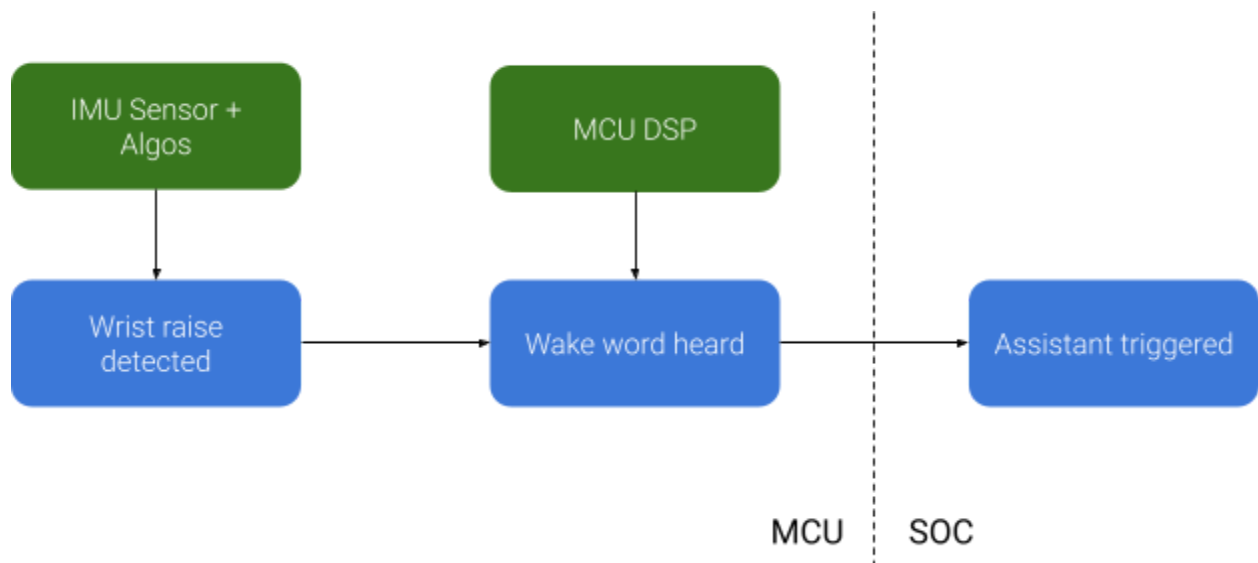 IMU Sensor +
Algos
MCU DSP
Wrist raise
detected
Wake word heard
Assistant triggered
MCU
SOC